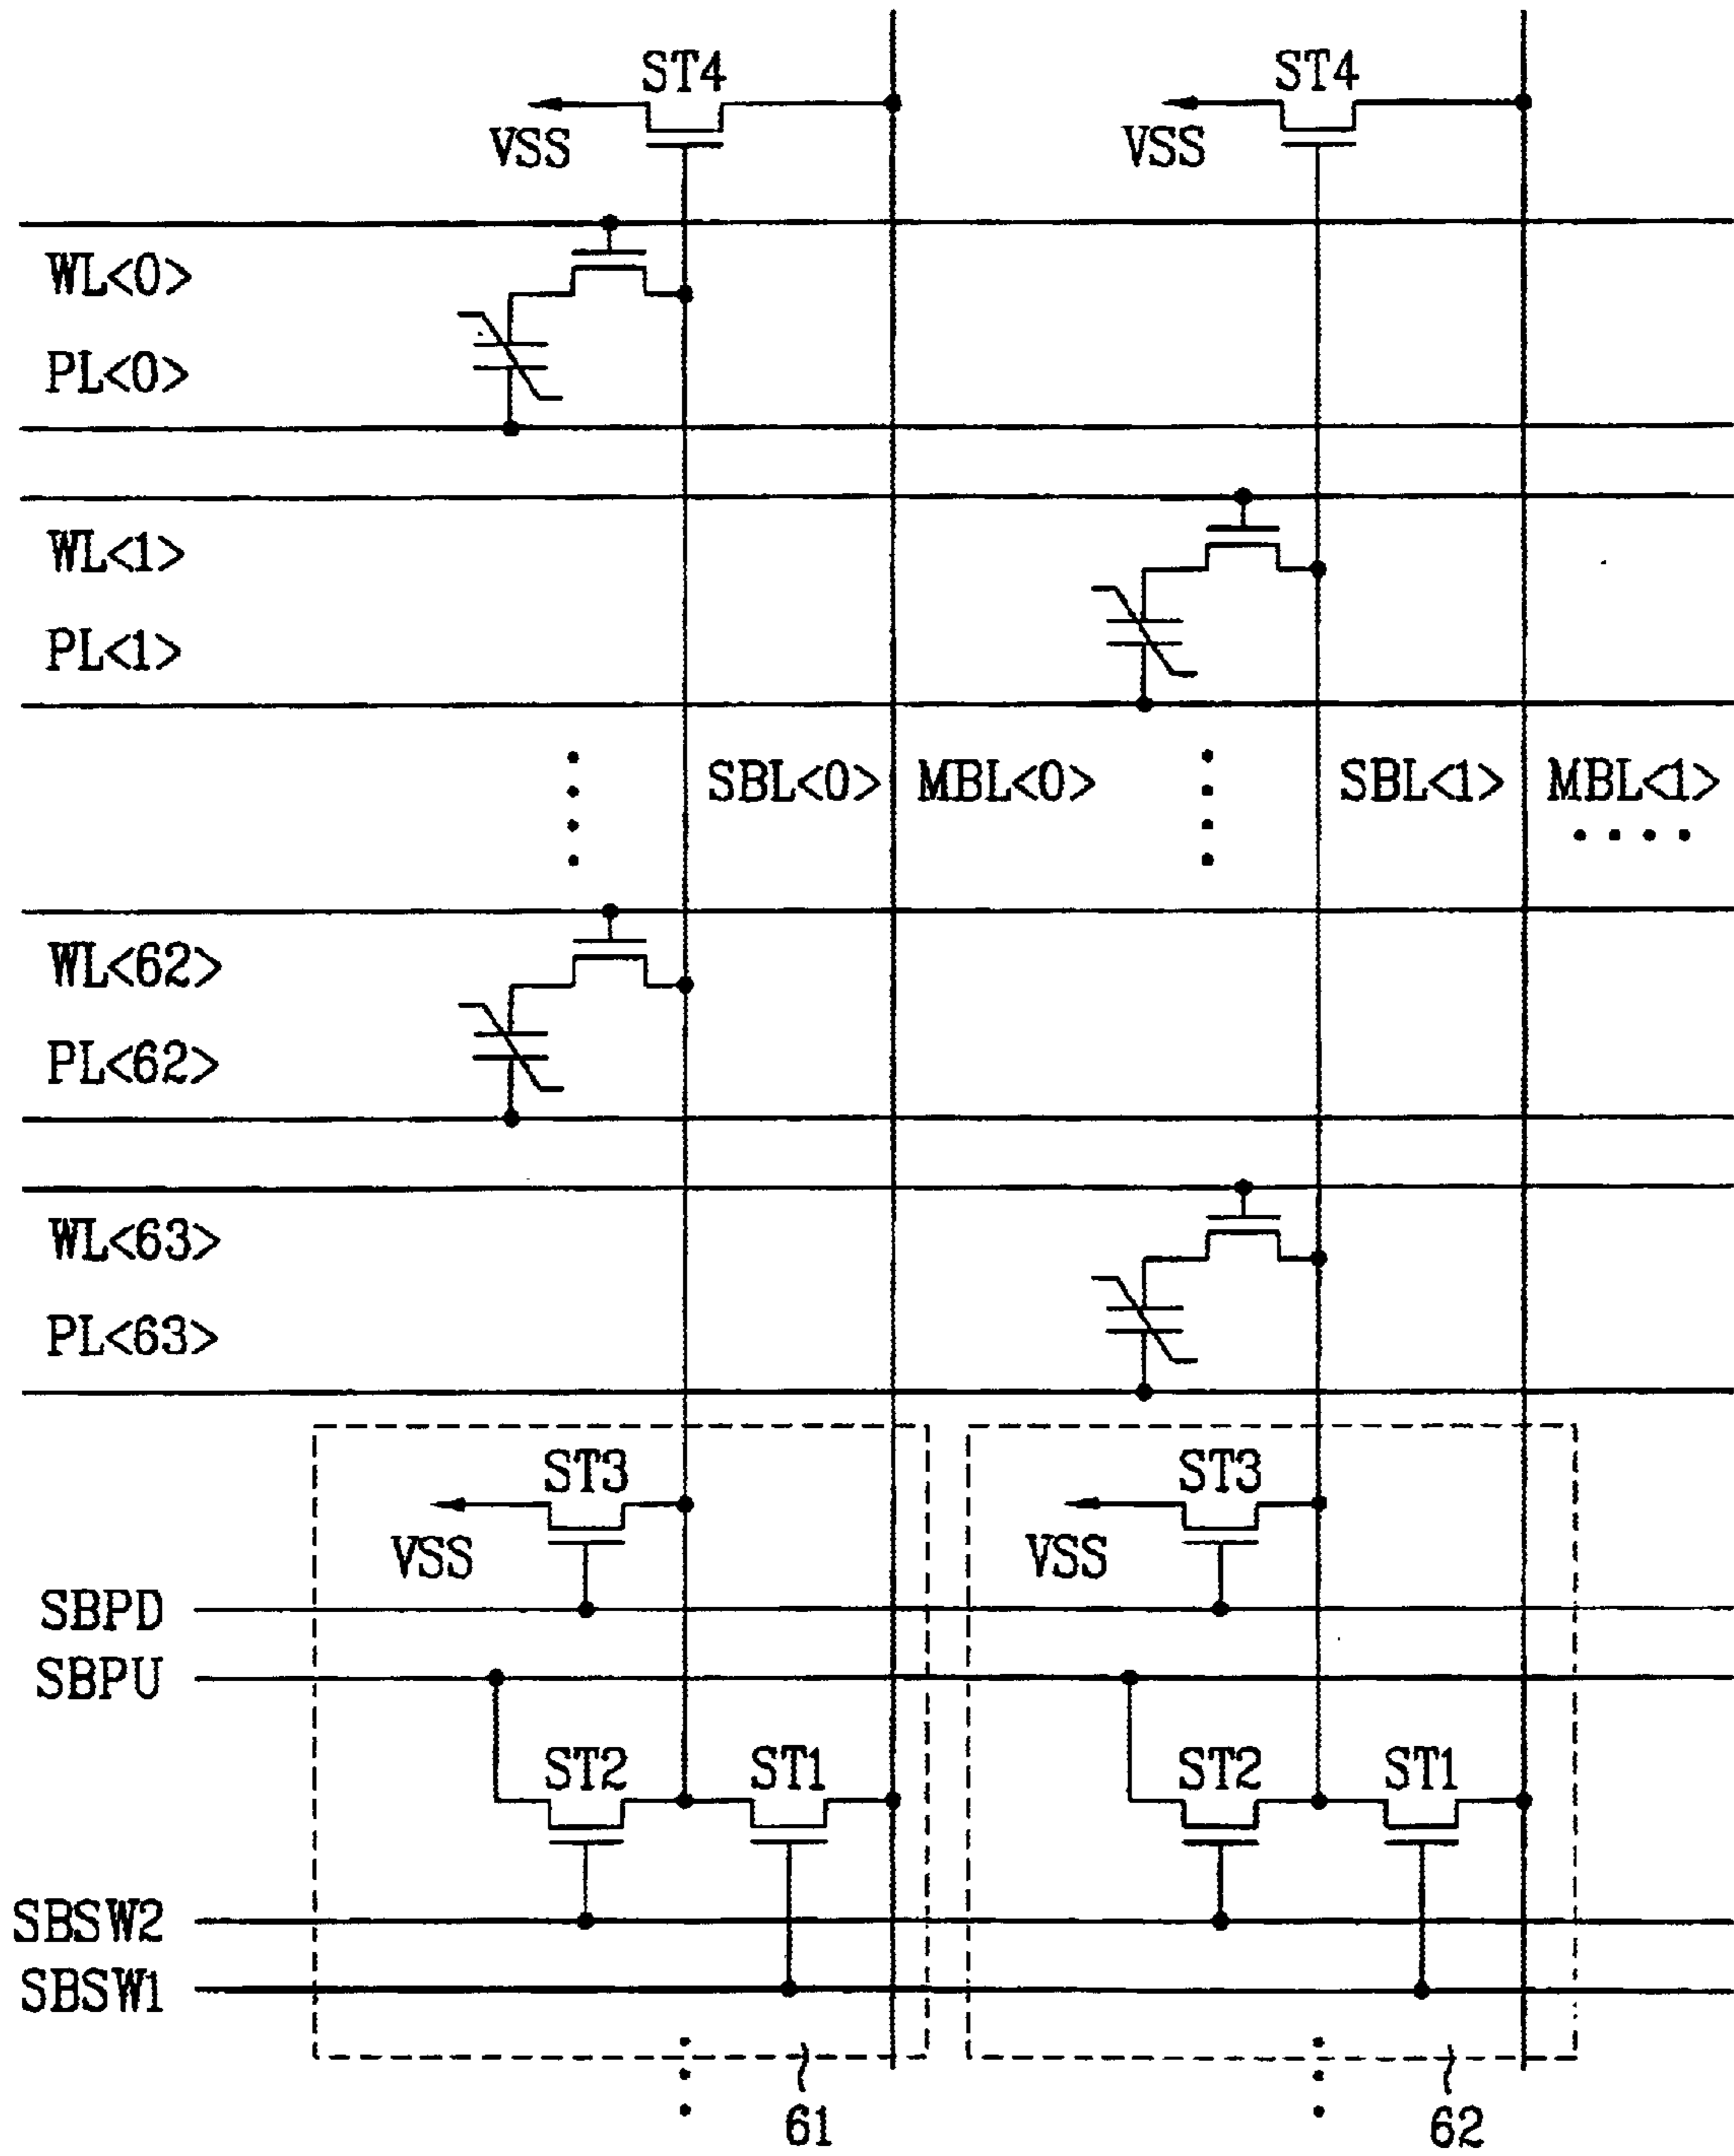 ST4 ST4
VSS VSS
WL<0>
PL<0>
WL<1>
PL<1>
SBL<0> MBL<0> SBL<1> MBL<1>
WL<62>
PL<62>
WL<63>
PL<63>
ST3 ST3
VSS VSS
SBPD
SBPU
ST2 ST1 ST2 ST1
SBSW2
SBSW1
61 62